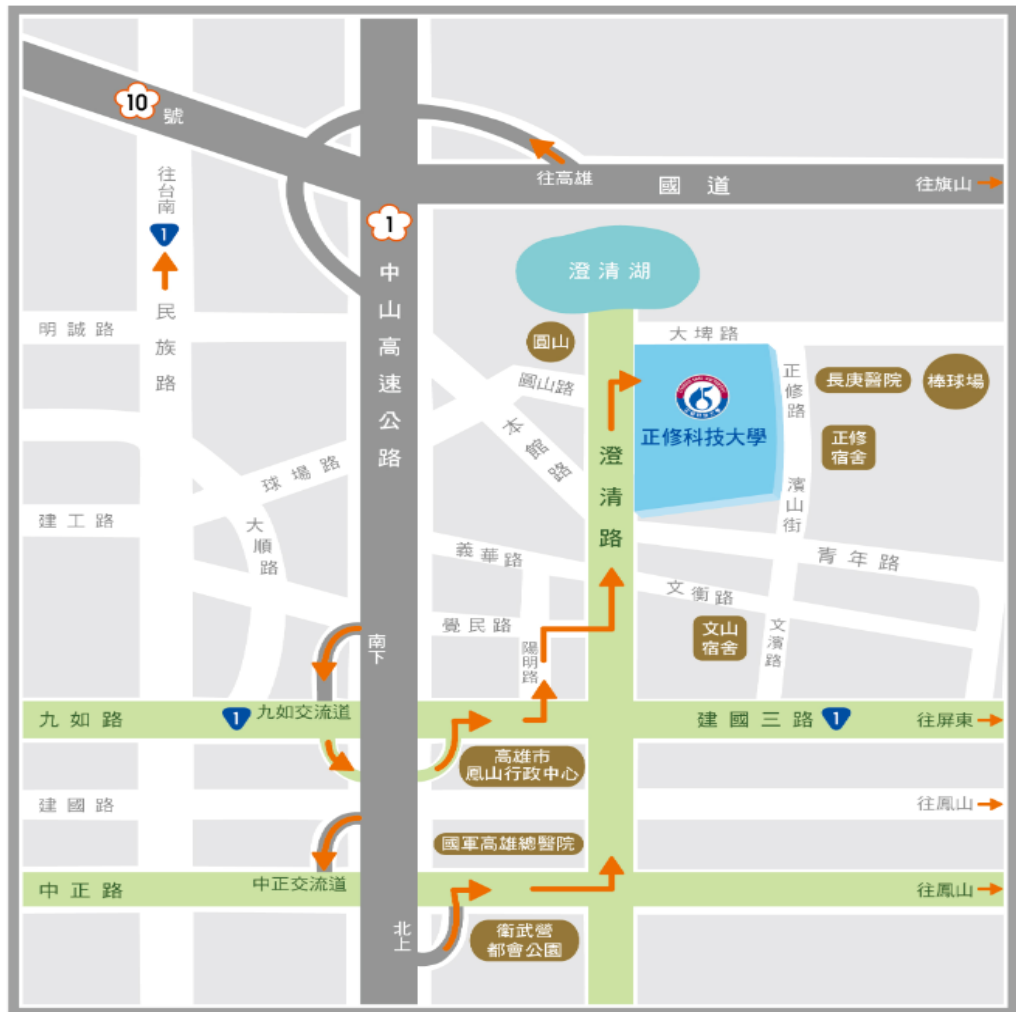 10
號
往台南
1
1
中山高速公路
往高雄
國道
往旗山
澄清湖
民族路
明誠路
大埤路
圓山
圓山路
正修路
長庚醫院
棒球場
正修科技大學
正修
宿舍
本館路
澄清路
球場路
濱山街
建工路
大順路
義華路
青年路
文衡路
覺民路
陽明路
文山
宿舍
文濱路
南下
九如路
1
九如交流道
建國三路
1
往屏東
高雄市
鳳山行政中心
建國路
往鳳山
國軍高雄總醫院
中正路
中正交流道
往鳳山
北上
衛武營
都會公園